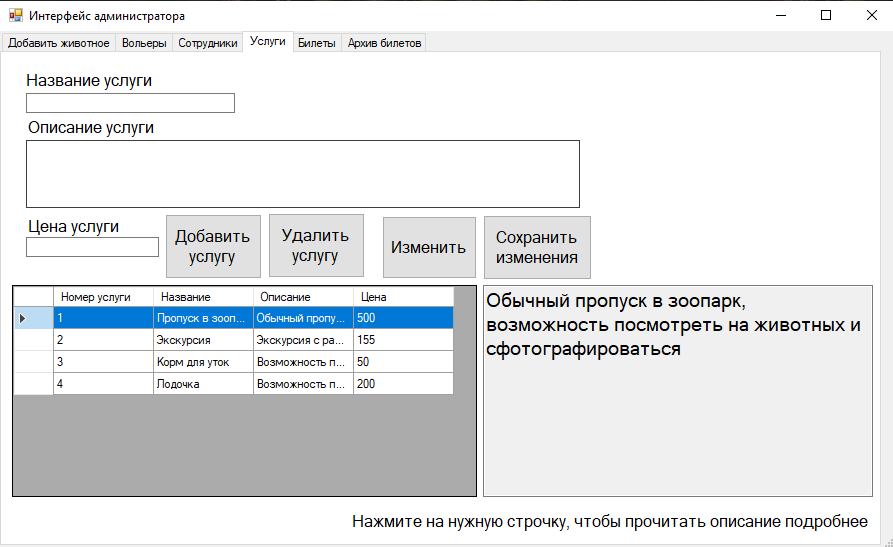 Интерфейс администратора
Добавить животное Вольеры Сотрудники Услуги Билеты Архив билетов
Название услуги
Описание услуги
Цена услуги
Добавить услугу
Удалить услугу
Изменить
Сохранить изменения
Номер услуги Название Описание Цена
1 Пропуск в зооп... Обычный пропу... 500
2 Экскурсия Экскурсия с ра... 155
3 Корм для уток Возможность п... 50
4 Лодочка Возможность п... 200
Обычный пропуск в зоопарк,
возможность посмотреть на животных и
сфотографироваться
Нажмите на нужную строчку, чтобы прочитать описание подробнее